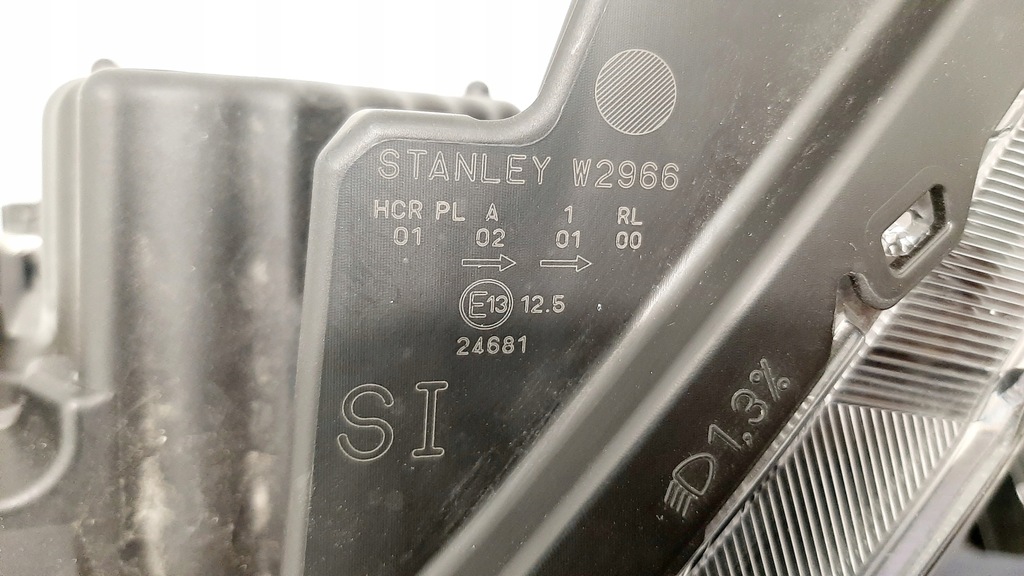 STANLEY W2966
HCR PL A 1 RL
01 02 01 00
E13 12.5
24681
SI
1,3%